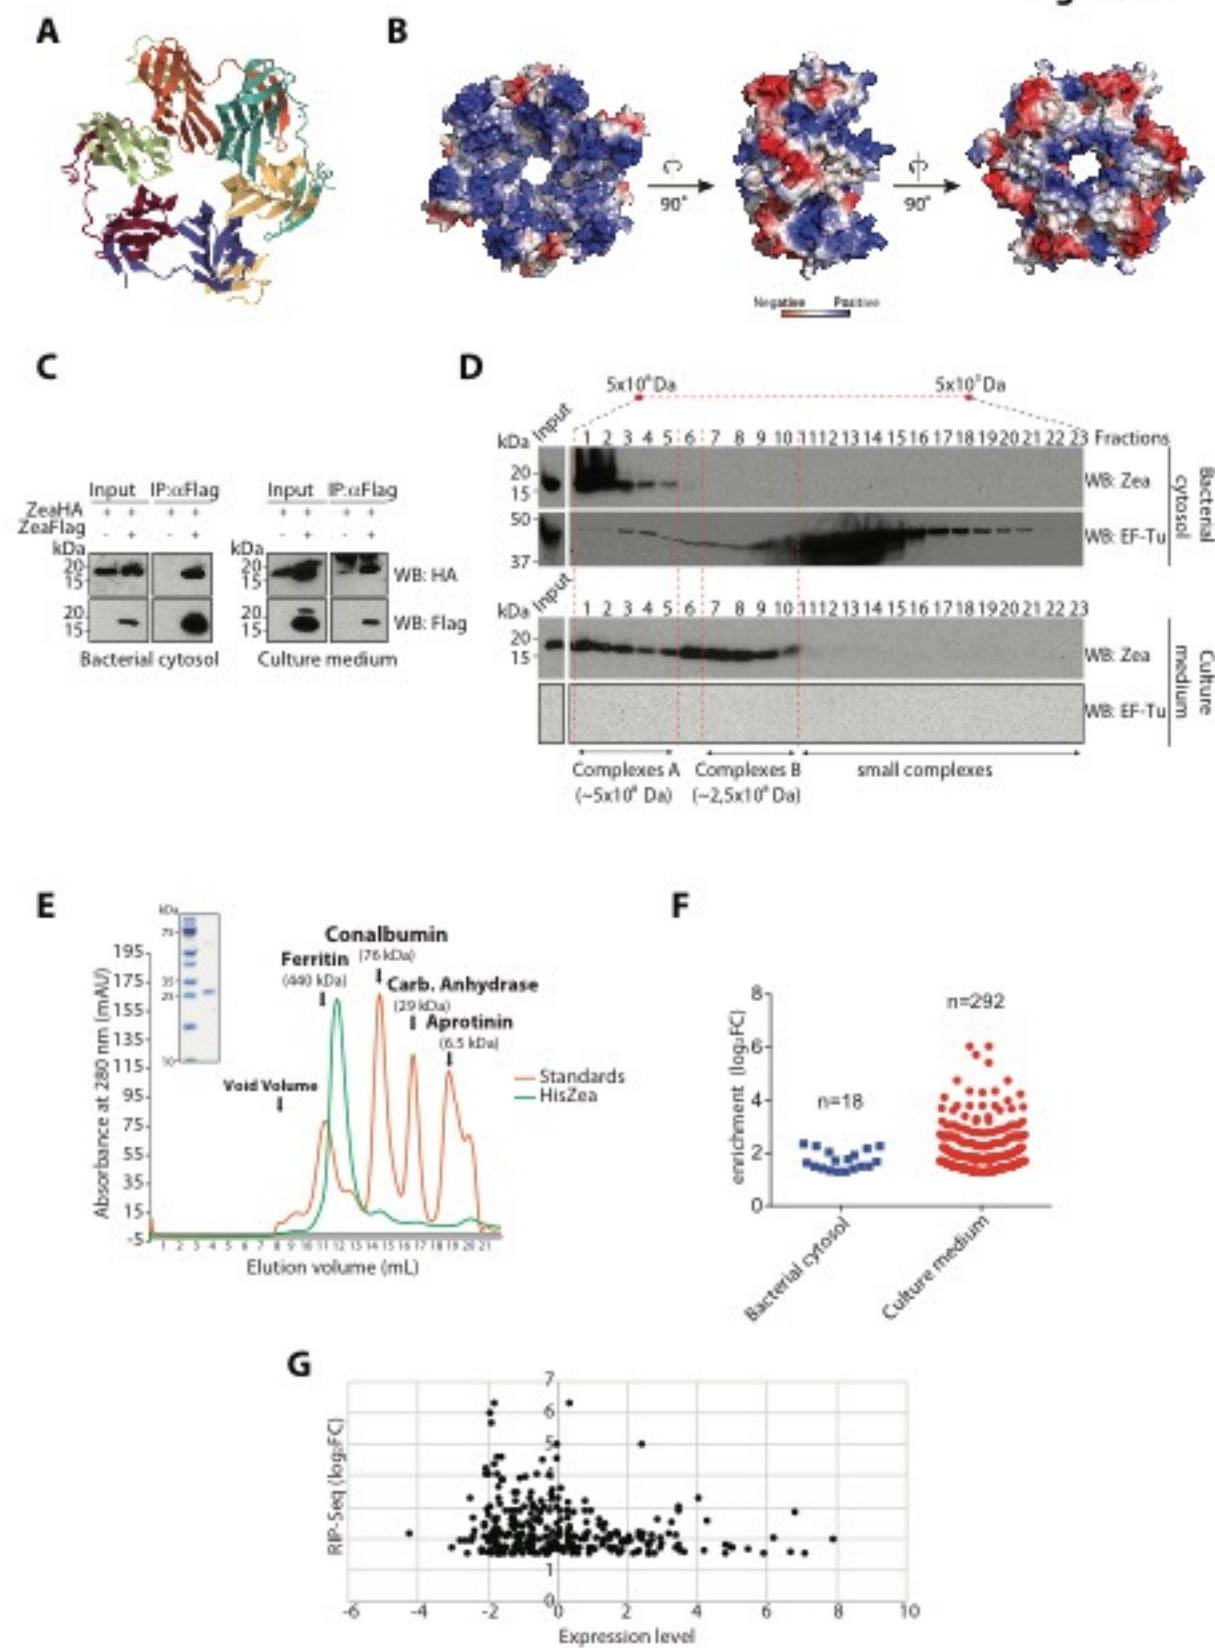 A
B
90°
90°
Negative Positive
C
D
Input IP:αFlag Input IP:αFlag
ZeaHA + + + + + + + +
ZeaFlag - + - + - + - +
kDa kDa
20 20
15 15
WB: HA
20 20
15 15
WB: Flag
Bacterial cytosol Culture medium
kDa Input 1 2 3 4 5 6 7 8 9 10 11 12 13 14 15 16 17 18 19 20 21 22 23 Fractions
20
15
WB: Zea
50
37
WB: EF-Tu
Bacterial cytosol
kDa Input 1 2 3 4 5 6 7 8 9 10 11 12 13 14 15 16 17 18 19 20 21 22 23
20
15
WB: Zea
WB: EF-Tu
Culture medium
Complexes A Complexes B small complexes
E
kDa
75
35
25
10
Conalbumin
(76 kDa)
Ferritin
(440 kDa)
Carb. Anhydrase
(29 kDa)
Aprotinin
(6.5 kDa)
Void Volume
Standards
HisZea
Absorbance at 280 nm (mAU)
195
175
155
135
115
95
75
55
35
15
-5
1 2 3 4 5 6 7 8 9 10 11 12 13 14 15 16 17 18 19 20 21
Elution volume (mL)
F
enrichment (log₂FC)
8
6
4
2
0
n=18
n=292
Bacterial cytosol
Culture medium
G
RIP-Seq (log₂FC)
7
6
5
4
3
2
1
0
-6 -4 -2 0 2 4 6 8 10
Expression level